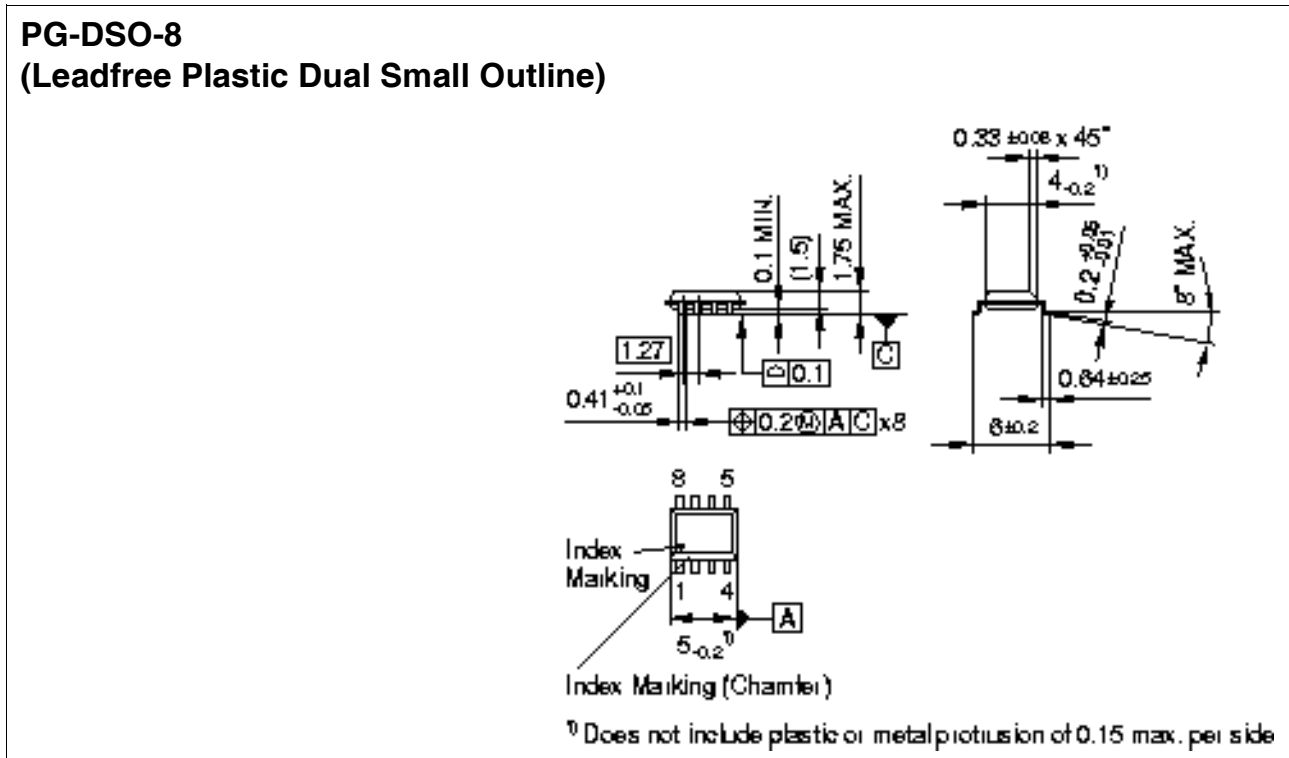 PG-DSO-8
(Leadfree Plastic Dual Small Outline)
0.33 ±0.08 x 45°
4 -0.2 1)
0.1 MIN.
(1.5)
1.75 MAX.
0.2 +0.05 -0.01
8° MAX.
1.27
0.1
C
0.64 ±0.25
0.41 +0.1 -0.05
0.2 Ⓜ A C x8
6 ±0.2
8 5
Index
Marking
1 4
A
5 -0.2 1)
Index Marking (Chamfer)
1) Does not include plastic or metal protrusion of 0.15 max. per side